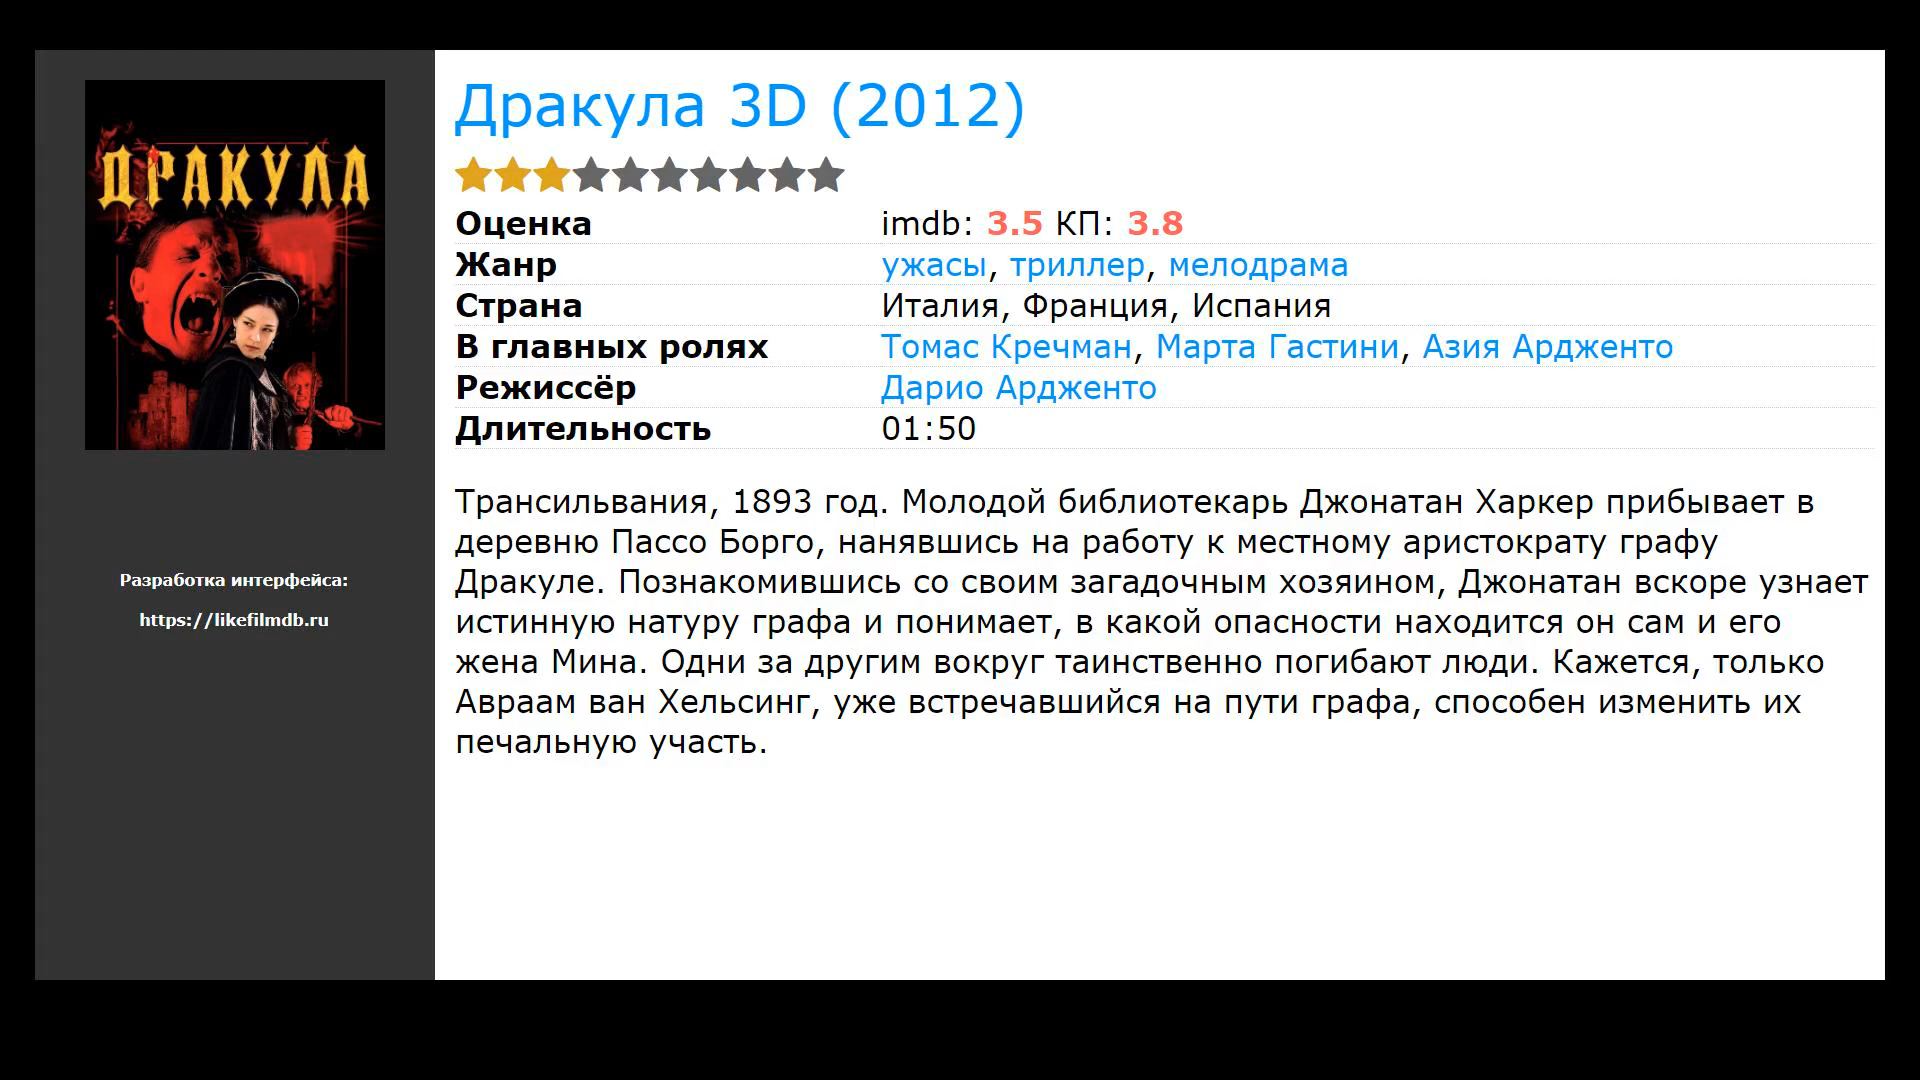 ДРАКУЛА
Разработка интерфейса:
https://likefilmdb.ru
Дракула 3D (2012)
Оценка imdb: 3.5 КП: 3.8
Жанр ужасы, триллер, мелодрама
Страна Италия, Франция, Испания
В главных ролях Томас Кречман, Марта Гастини, Азия Ардженто
Режиссёр Дарио Ардженто
Длительность 01:50
Трансильвания, 1893 год. Молодой библиотекарь Джонатан Харкер прибывает в
деревню Пассо Борго, нанявшись на работу к местному аристократу графу
Дракуле. Познакомившись со своим загадочным хозяином, Джонатан вскоре узнает
истинную натуру графа и понимает, в какой опасности находится он сам и его
жена Мина. Одни за другим вокруг таинственно погибают люди. Кажется, только
Авраам ван Хельсинг, уже встречавшийся на пути графа, способен изменить их
печальную участь.